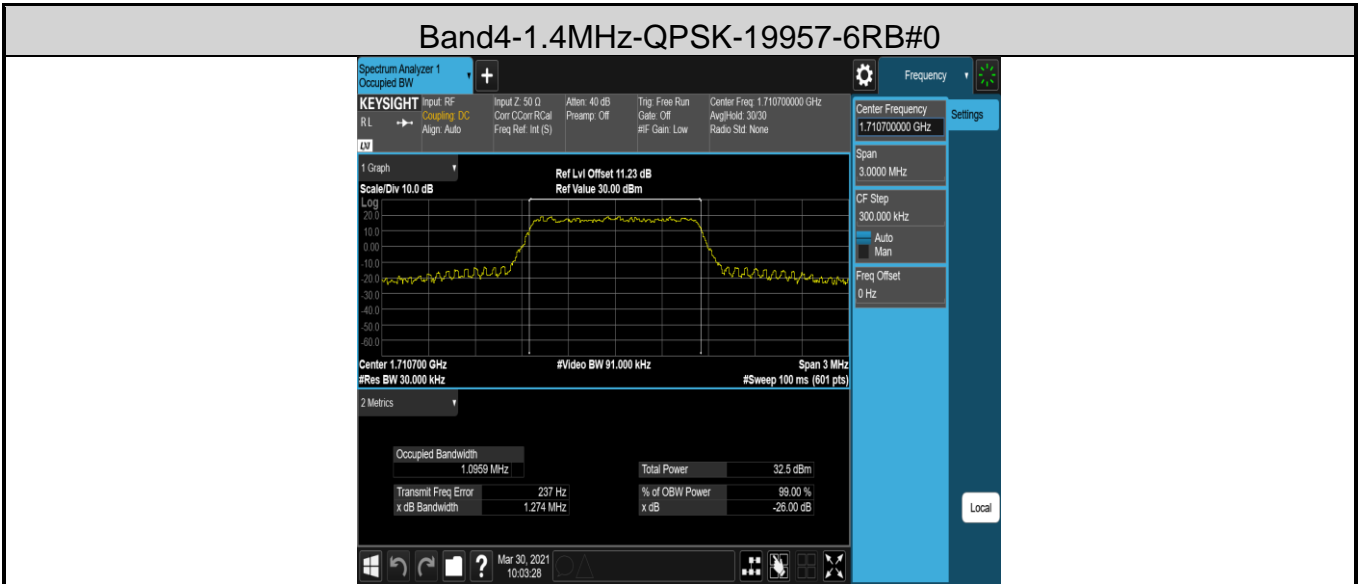 Band4-1.4MHz-QPSK-19957-6RB#0
Spectrum Analyzer 1
Occupied BW
Frequency
KEYSIGHT
RL
LXI
Input: RF
Coupling: DC
Align: Auto
Input Z: 50 Ω
Corr CCorr RCal
Freq Ref: Int (S)
Atten: 40 dB
Preamp: Off
Trig: Free Run
Gate: Off
#IF Gain: Low
Center Freq: 1.710700000 GHz
Avg|Hold: 30/30
Radio Std: None
Center Frequency
1.710700000 GHz
Settings
Span
3.0000 MHz
CF Step
300.000 kHz
Auto
Man
Freq Offset
0 Hz
1 Graph
Scale/Div 10.0 dB
Ref Lvl Offset 11.23 dB
Ref Value 30.00 dBm
Log
20.0
10.0
0.00
-10.0
-20.0
-30.0
-40.0
-50.0
-60.0
Center 1.710700 GHz
#Video BW 91.000 kHz
Span 3 MHz
#Res BW 30.000 kHz
#Sweep 100 ms (601 pts)
2 Metrics
Occupied Bandwidth
1.0959 MHz
Total Power 32.5 dBm
Transmit Freq Error 237 Hz
% of OBW Power 99.00 %
x dB Bandwidth 1.274 MHz
x dB -26.00 dB
Local
?
Mar 30, 2021
10:03:28